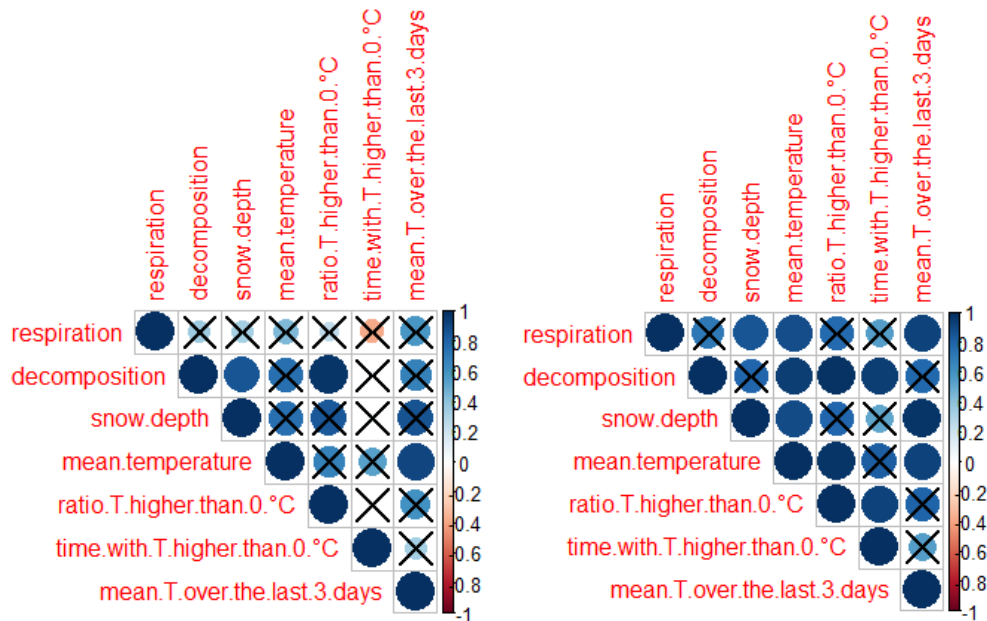 respiration
decomposition
snow.depth
mean.temperature
ratio.T.higher.than.0.°C
time.with.T.higher.than.0.°C
mean.T.over.the.last.3.days
respiration
decomposition
snow.depth
mean.temperature
ratio.T.higher.than.0.°C
time.with.T.higher.than.0.°C
mean.T.over.the.last.3.days
1
0.8
0.6
0.4
0.2
0
-0.2
-0.4
-0.6
-0.8
-1
respiration
decomposition
snow.depth
mean.temperature
ratio.T.higher.than.0.°C
time.with.T.higher.than.0.°C
mean.T.over.the.last.3.days
respiration
decomposition
snow.depth
mean.temperature
ratio.T.higher.than.0.°C
time.with.T.higher.than.0.°C
mean.T.over.the.last.3.days
1
0.8
0.6
0.4
0.2
0
-0.2
-0.4
-0.6
-0.8
-1